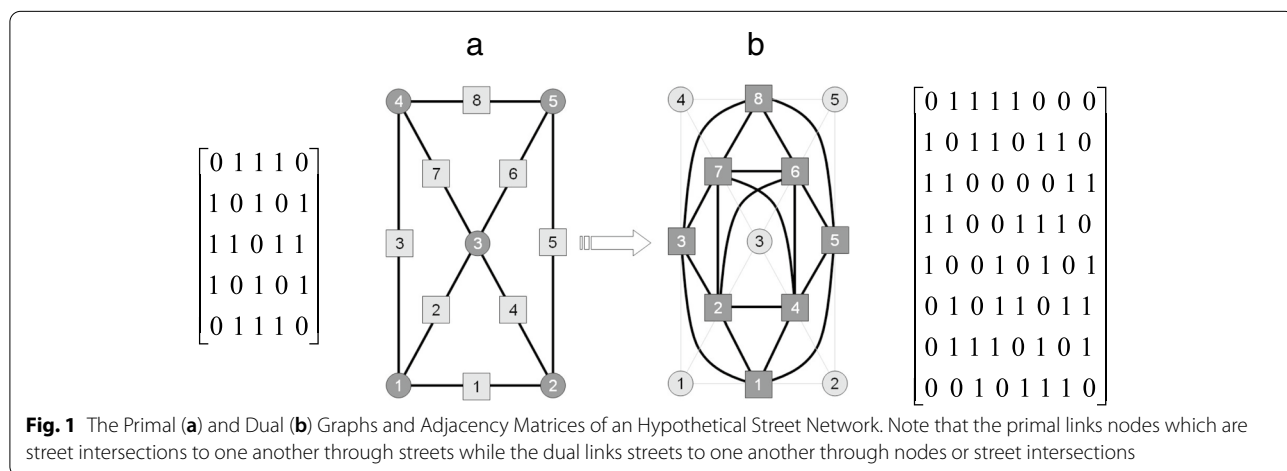 a
b
0 1 1 1 0
1 0 1 0 1
1 1 0 1 1
1 0 1 0 1
0 1 1 1 0
4 8 5
7 6
3 3 5
2 4
1 1 2
4 8 5
7 6
3 3 5
2 4
1 1 2
0 1 1 1 1 0 0 0
1 0 1 1 0 1 1 0
1 1 0 0 0 0 1 1
1 1 0 0 1 1 1 0
1 0 0 1 0 1 0 1
0 1 0 1 1 0 1 1
0 1 1 1 0 1 0 1
0 0 1 0 1 1 1 0
Fig. 1 The Primal (a) and Dual (b) Graphs and Adjacency Matrices of an Hypothetical Street Network. Note that the primal links nodes which are
street intersections to one another through streets while the dual links streets to one another through nodes or street intersections